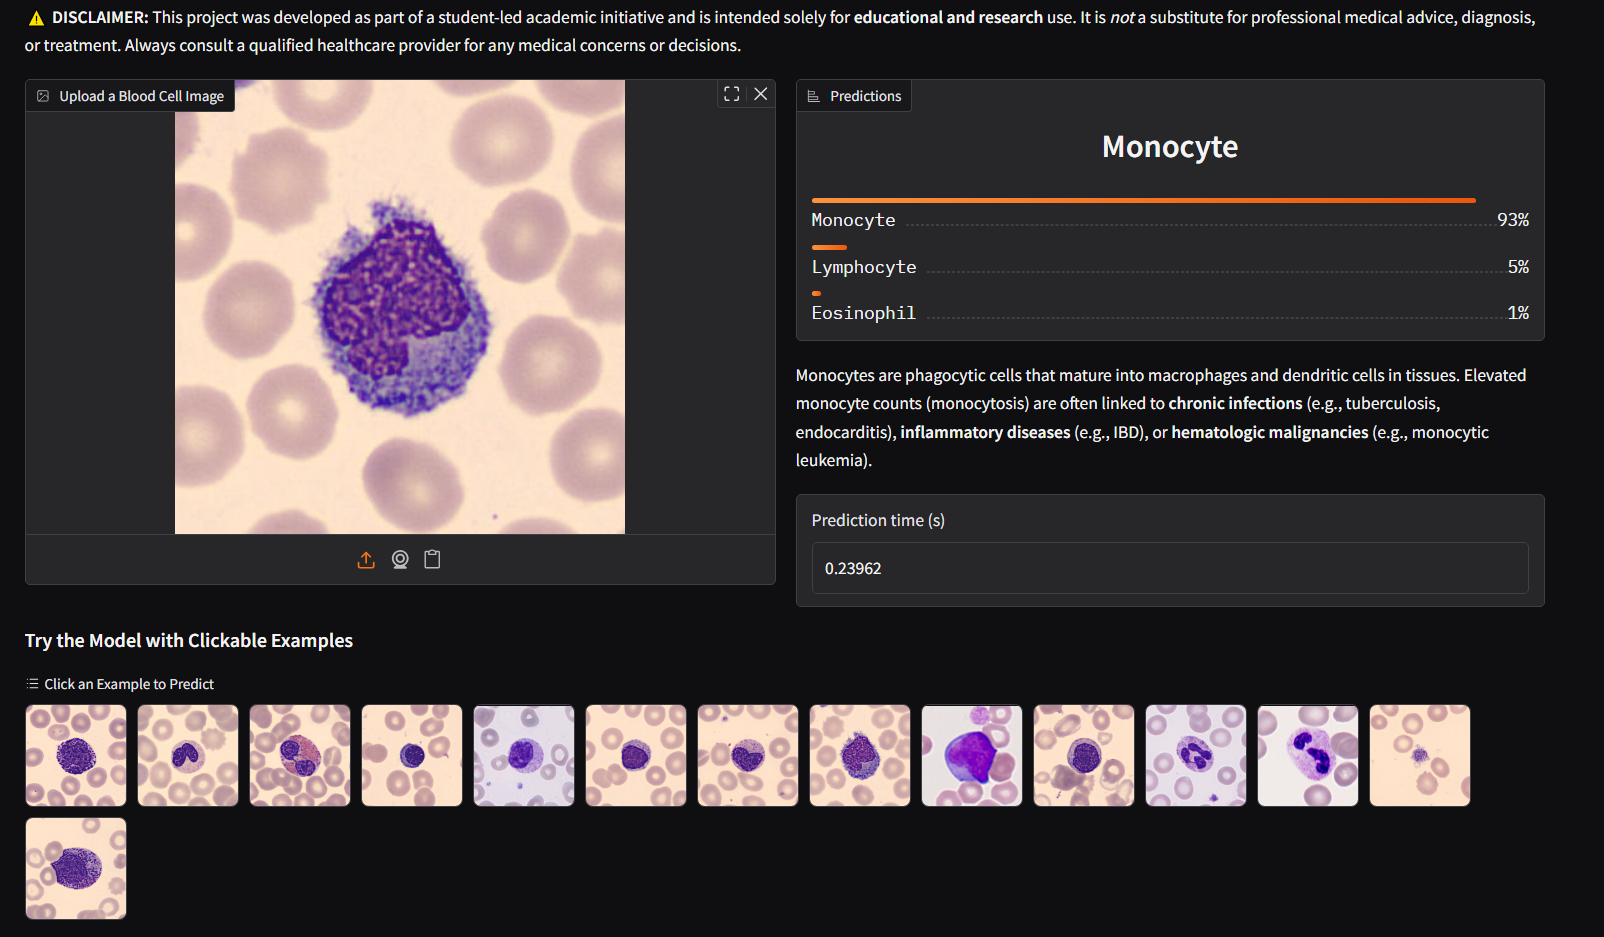 ⚠️ DISCLAIMER: This project was developed as part of a student-led academic initiative and is intended solely for educational and research use. It is not a substitute for professional medical advice, diagnosis,
or treatment. Always consult a qualified healthcare provider for any medical concerns or decisions.
Upload a Blood Cell Image
Predictions
Monocyte
Monocyte 93%
Lymphocyte 5%
Eosinophil 1%
Monocytes are phagocytic cells that mature into macrophages and dendritic cells in tissues. Elevated
monocyte counts (monocytosis) are often linked to chronic infections (e.g., tuberculosis,
endocarditis), inflammatory diseases (e.g., IBD), or hematologic malignancies (e.g., monocytic
leukemia).
Prediction time (s)
0.23962
Try the Model with Clickable Examples
Click an Example to Predict